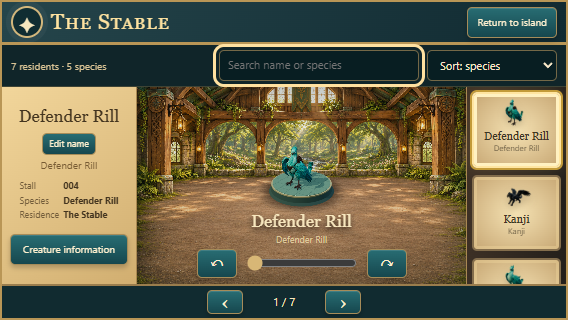 The Stable
Return to island
7 residents · 5 species
Search name or species
Sort: species
Defender Rill
Edit name
Defender Rill
Stall 004
Species Defender Rill
Residence The Stable
Creature information
Defender Rill
Defender Rill
Defender Rill
Defender Rill
Kanji
Kanji
1 / 7